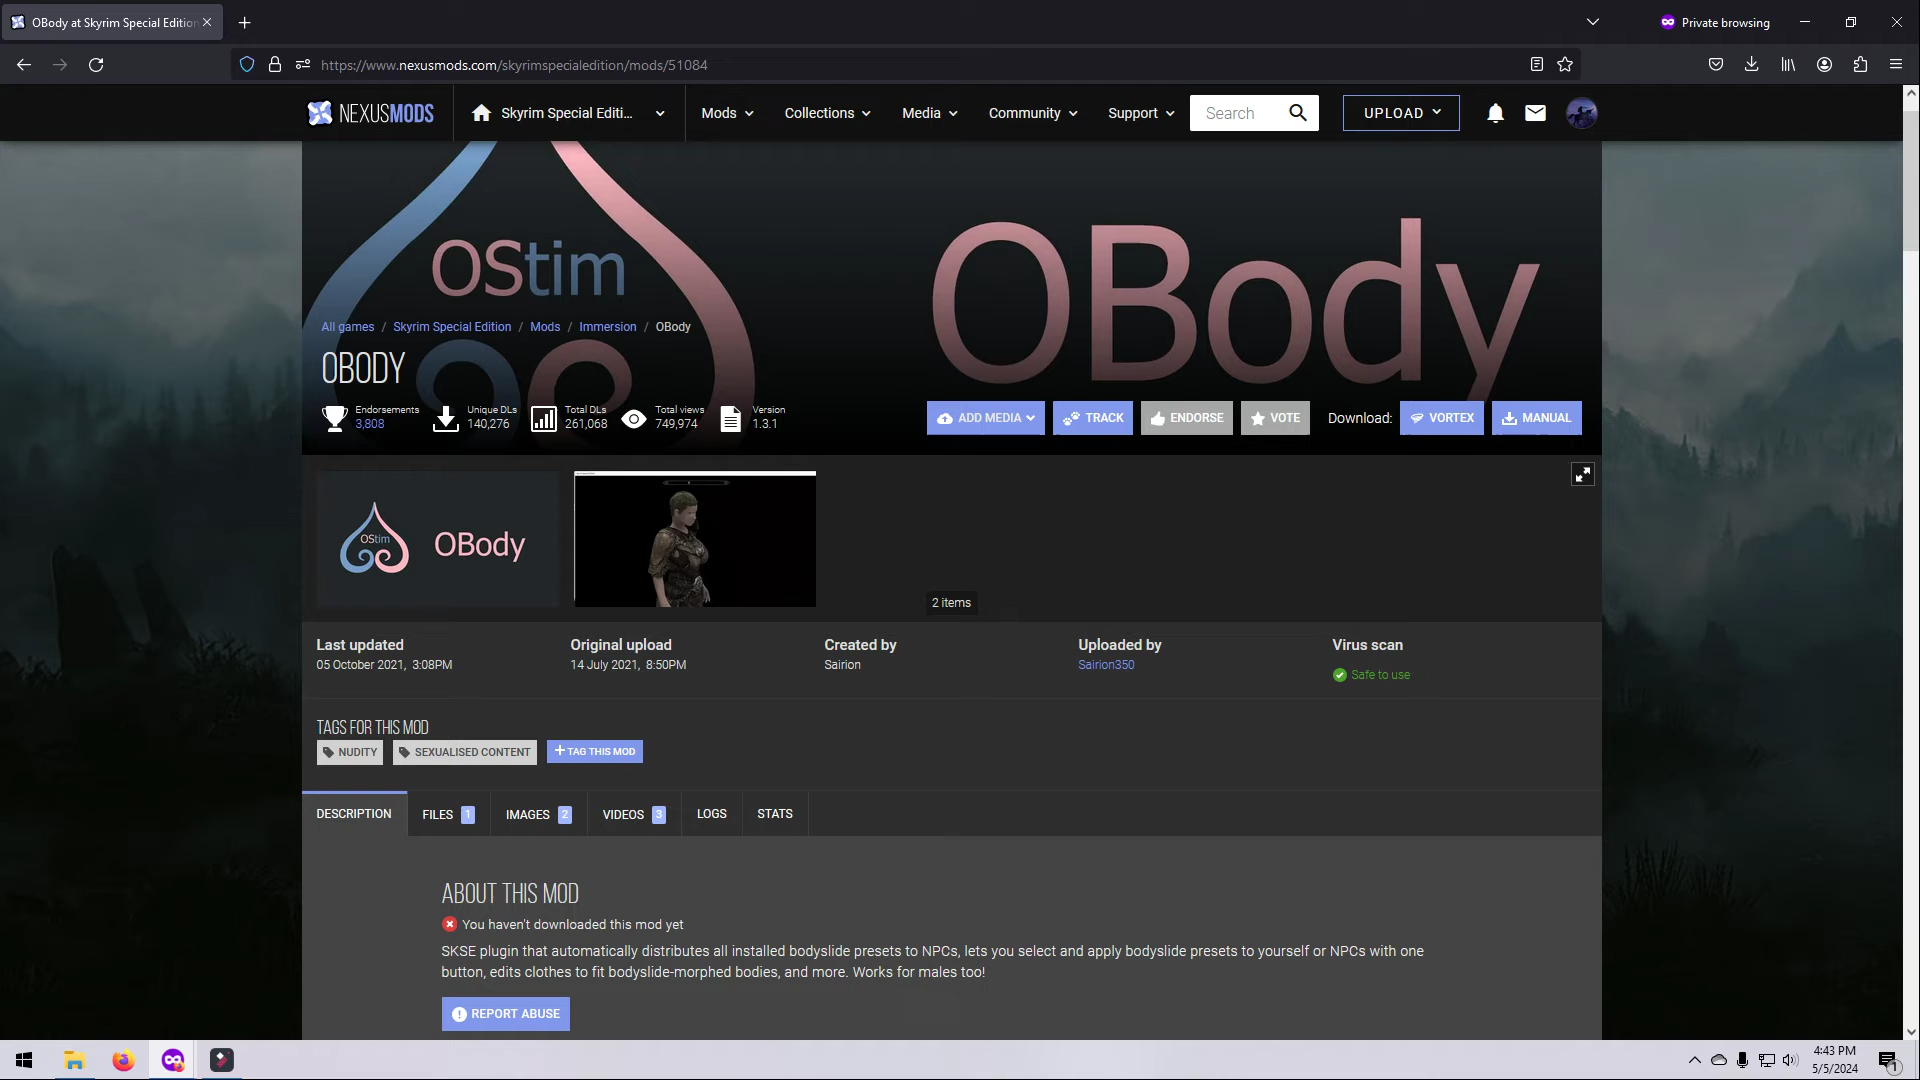 OBody at Skyrim Special Edition
Private browsing
https://www.nexusmods.com/skyrimspecialedition/mods/51084
NEXUSMODS
Skyrim Special Editi...
Mods
Collections
Media
Community
Support
Search
UPLOAD
OStim
OBody
All games / Skyrim Special Edition / Mods / Immersion / OBody
OBODY
Endorsements
3,808
Unique DLs
140,276
Total DLs
261,068
Total views
749,974
Version
1.3.1
ADD MEDIA
TRACK
ENDORSE
VOTE
Download:
VORTEX
MANUAL
OStim
OBody
2 items
Last updated
05 October 2021, 3:08PM
Original upload
14 July 2021, 8:50PM
Created by
Sairion
Uploaded by
Sairion350
Virus scan
Safe to use
TAGS FOR THIS MOD
NUDITY
SEXUALISED CONTENT
+ TAG THIS MOD
DESCRIPTION
FILES 1
IMAGES 2
VIDEOS 3
LOGS
STATS
ABOUT THIS MOD
You haven't downloaded this mod yet
SKSE plugin that automatically distributes all installed bodyslide presets to NPCs, lets you select and apply bodyslide presets to yourself or NPCs with one
button, edits clothes to fit bodyslide-morphed bodies, and more. Works for males too!
REPORT ABUSE
4:43 PM
5/5/2024
1